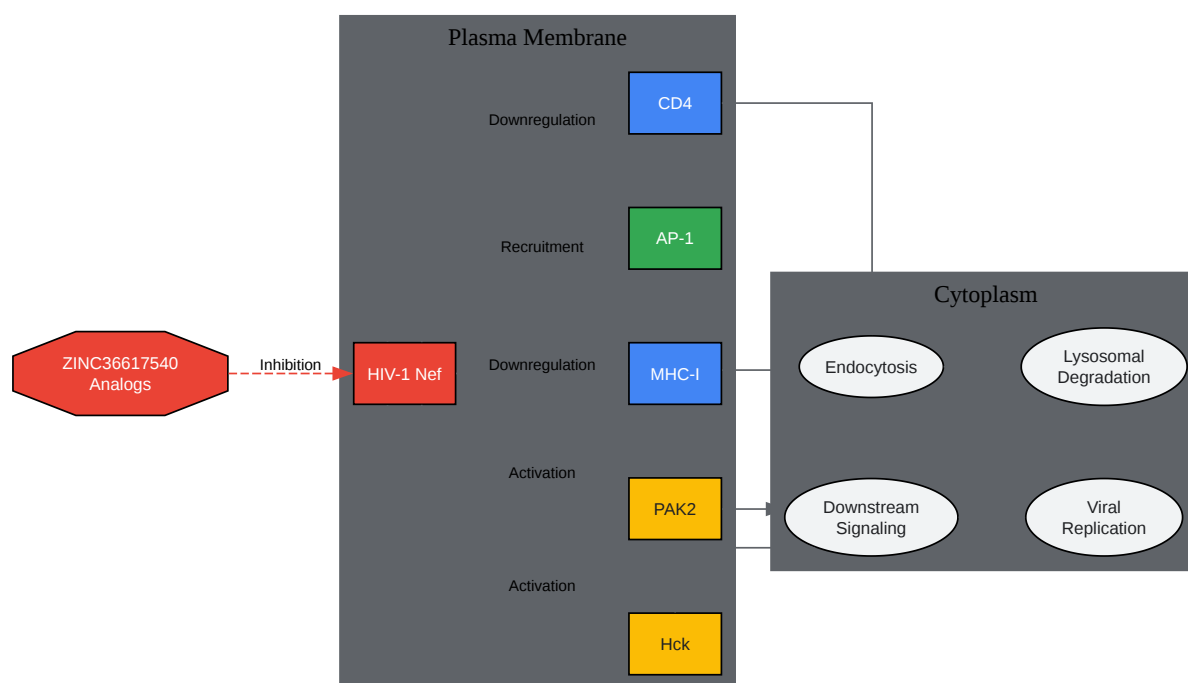 Plasma Membrane
CD4
Downregulation
AP-1
Recruitment
Cytoplasm
ZINC36617540
Analogs
Inhibition
HIV-1 Nef
Downregulation
MHC-I
Endocytosis
Lysosomal
Degradation
Activation
PAK2
Downstream
Signaling
Viral
Replication
Activation
Hck